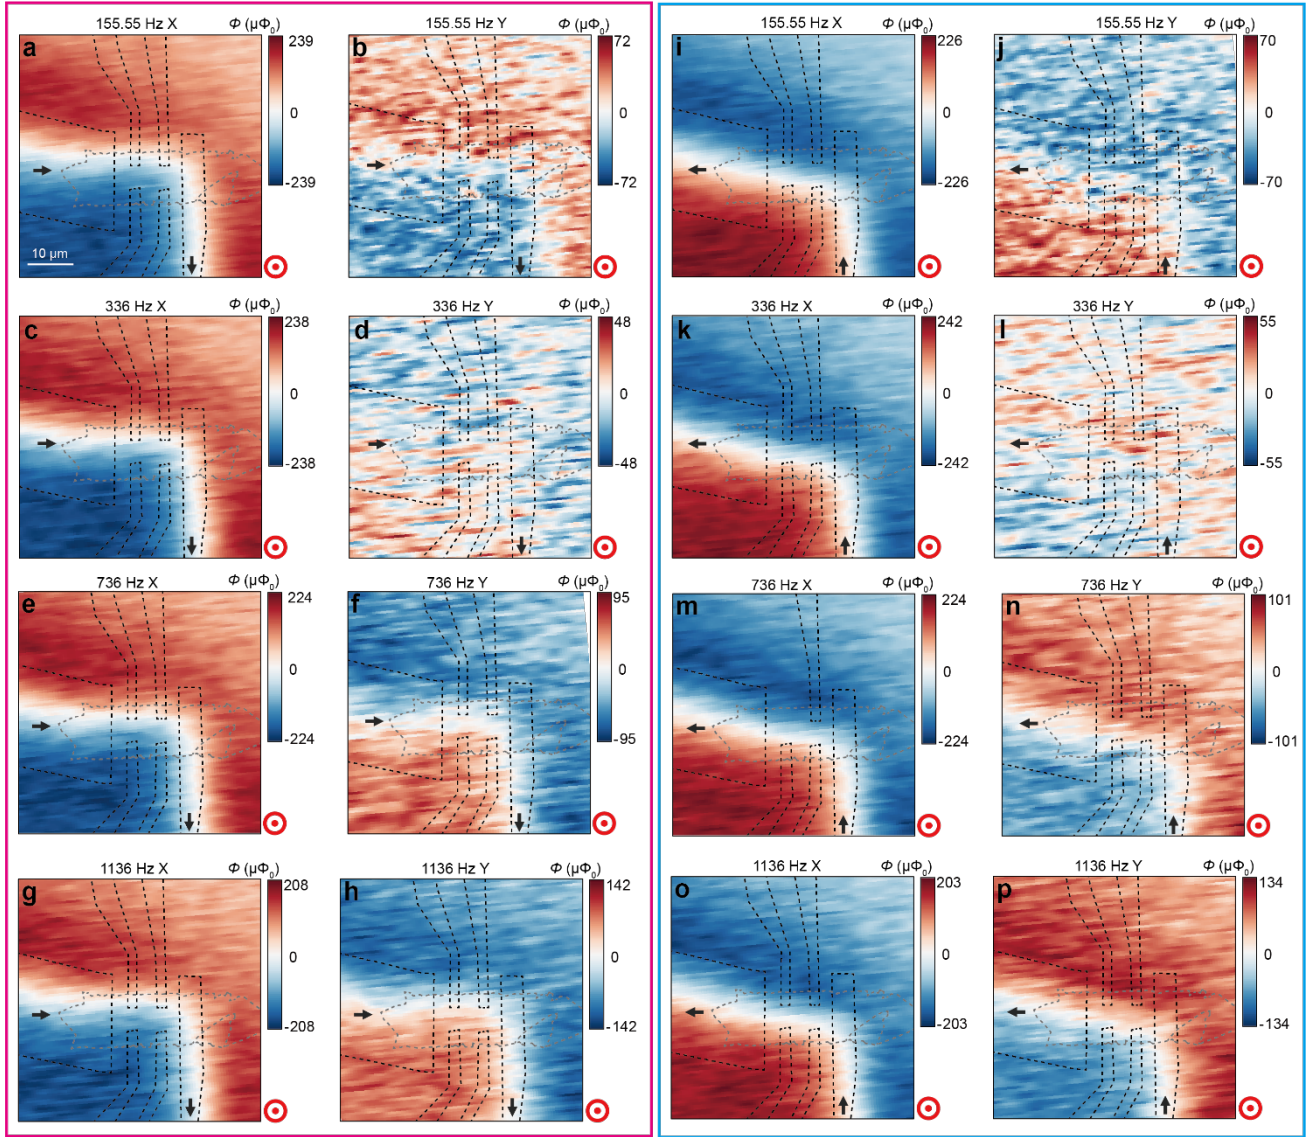 155.55 Hz X Φ (μΦ0)
a
239
0
-239
10 μm
155.55 Hz Y Φ (μΦ0)
b
72
0
-72
155.55 Hz X Φ (μΦ0)
i
226
0
-226
155.55 Hz Y Φ (μΦ0)
j
70
0
-70
336 Hz X Φ (μΦ0)
c
238
0
-238
336 Hz Y Φ (μΦ0)
d
48
0
-48
336 Hz X Φ (μΦ0)
k
242
0
-242
336 Hz Y Φ (μΦ0)
l
55
0
-55
736 Hz X Φ (μΦ0)
e
224
0
-224
736 Hz Y Φ (μΦ0)
f
95
0
-95
736 Hz X Φ (μΦ0)
m
224
0
-224
736 Hz Y Φ (μΦ0)
n
101
0
-101
1136 Hz X Φ (μΦ0)
g
208
0
-208
1136 Hz Y Φ (μΦ0)
h
142
0
-142
1136 Hz X Φ (μΦ0)
o
203
0
-203
1136 Hz Y Φ (μΦ0)
p
134
0
-134